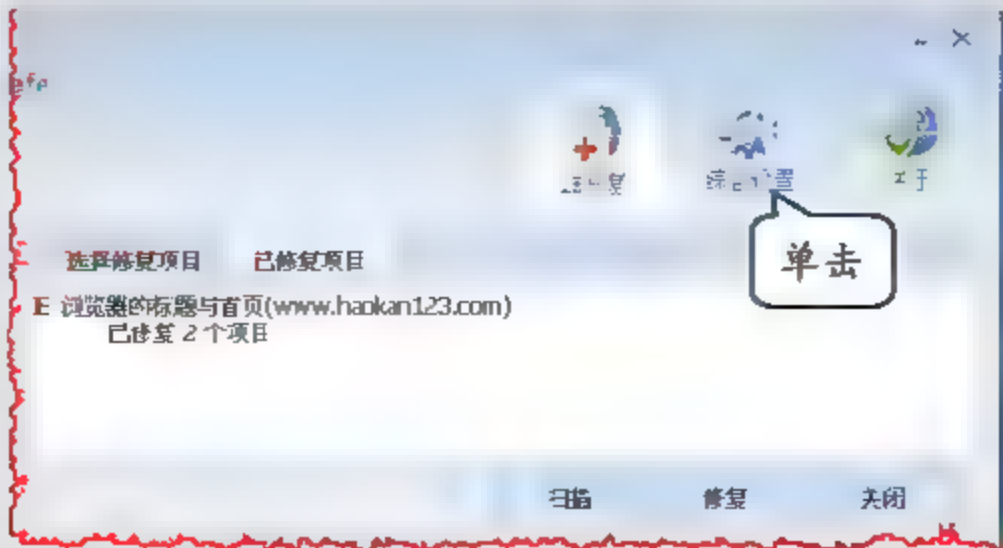 单击
选择修复项目 已修复项目
浏览器的标题与首页(www.haokan123.com)
已修复 2 个项目
扫描 修复 关闭